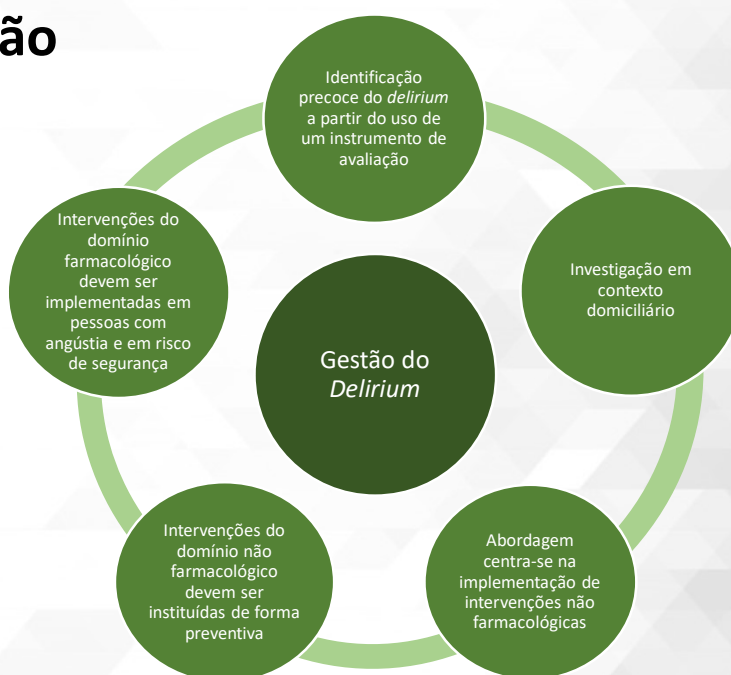 ão
Identificação
precoce do delirium
a partir do uso de
um instrumento de
avaliação
Investigação em
contexto
domiciliário
Abordagem
centra-se na
implementação de
intervenções não
farmacológicas
Intervenções do
domínio não
farmacológico
devem ser
instituídas de forma
preventiva
Intervenções do
domínio
farmacológico
devem ser
implementadas em
pessoas com
angústia e em risco
de segurança
Gestão do
Delirium